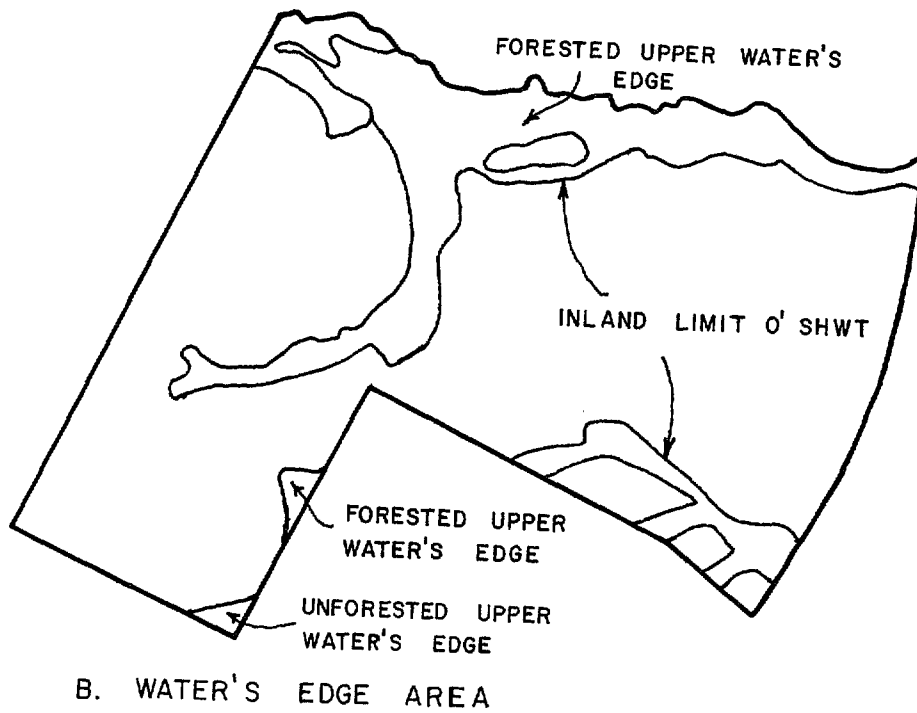 FORESTED UPPER WATER'S
EDGE
INLAND LIMIT O' SHWT
FORESTED UPPER
WATER'S EDGE
UNFORESTED UPPER
WATER'S EDGE
B. WATER'S EDGE AREA